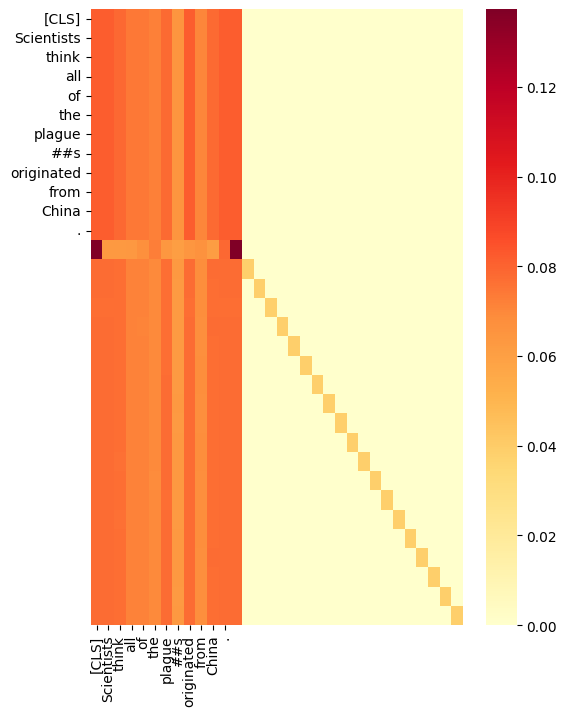 [CLS]
Scientists
think
all
of
the
plague
##s
originated
from
China
.
0.12
0.10
0.08
0.06
0.04
0.02
0.00
[CLS]
Scientists
think
all
of
the
plague
##s
originated
from
China
.